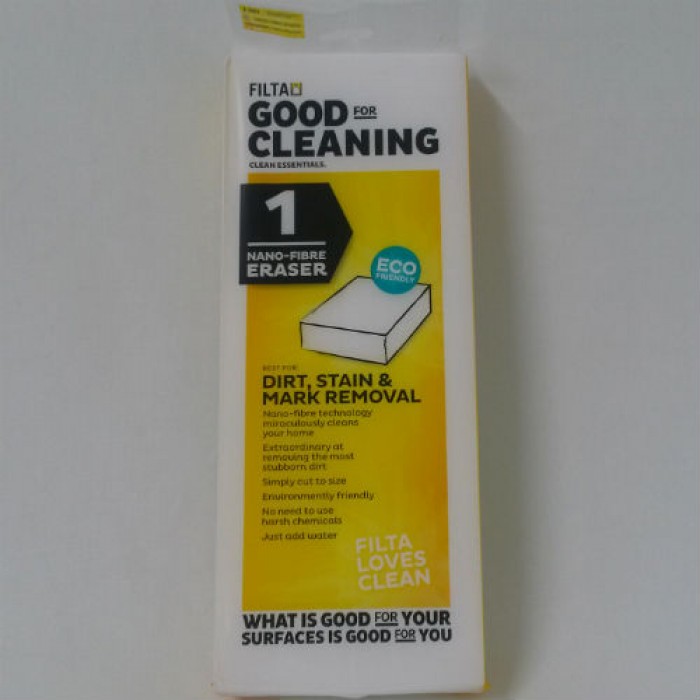 FILTA
GOOD FOR
CLEANING
CLEAN ESSENTIALS.
1
NANO-FIBRE
ERASER
ECO
FRIENDLY
BEST FOR:
DIRT, STAIN &
MARK REMOVAL
Nano-fibre technology
miraculously cleans
your home
Extraordinary at
removing the most
stubborn dirt
Simply cut to size
Environmently friendly
No need to use
harsh chemicals
Just add water
FILTA
LOVES
CLEAN
WHAT IS GOOD FOR YOUR
SURFACES IS GOOD FOR YOU